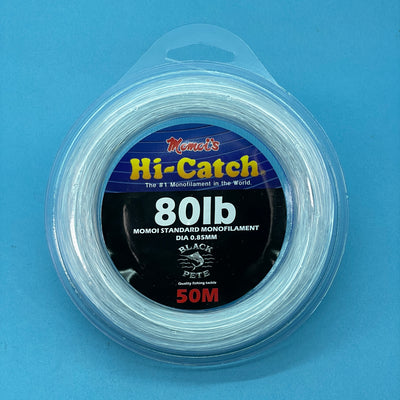 Momoi's
Hi-Catch
The #1 Monofilament in the World.
80lb
MOMOI STANDARD MONOFILAMENT
DIA 0.85MM
BLACK
PETE
Quality fishing tackle
50M